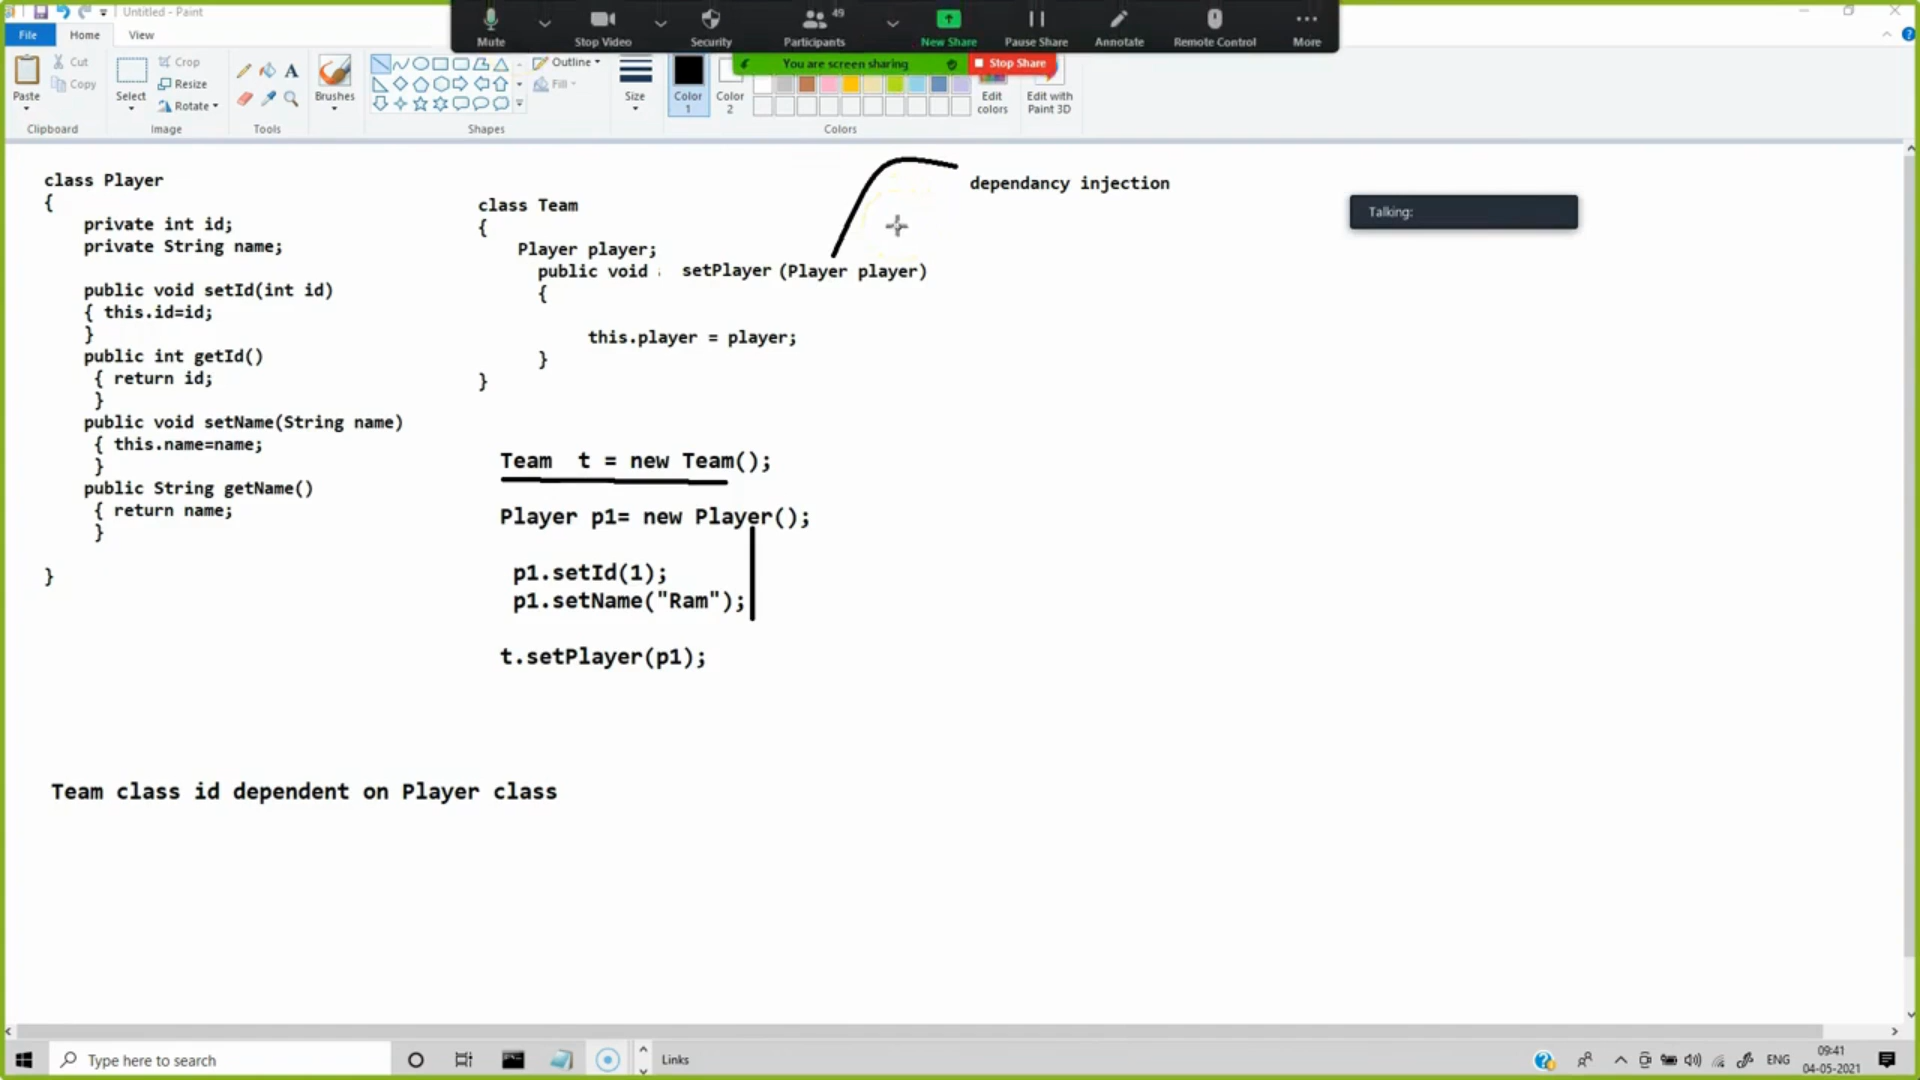 Untitled - Paint
File Home View
Paste Cut Copy Clipboard
Select Crop Resize Rotate Image
Tools
Brushes
Shapes
Outline Fill
Size
Color 1
Color 2
Colors
Edit colors
Edit with Paint 3D
Mute
Stop Video
Security
Participants 49
New Share
Pause Share
Annotate
Remote Control
More
You are screen sharing
Stop Share
Talking:
class Player
{
private int id;
private String name;
public void setId(int id)
{ this.id=id;
}
public int getId()
{ return id;
}
public void setName(String name)
{ this.name=name;
}
public String getName()
{ return name;
}
}
class Team
{
Player player;
public void setPlayer (Player player)
{
this.player = player;
}
}
dependancy injection
Team t = new Team();
Player p1= new Player();
p1.setId(1);
p1.setName("Ram");
t.setPlayer(p1);
Team class id dependent on Player class
Type here to search
Links
ENG
09:41
04-05-2021